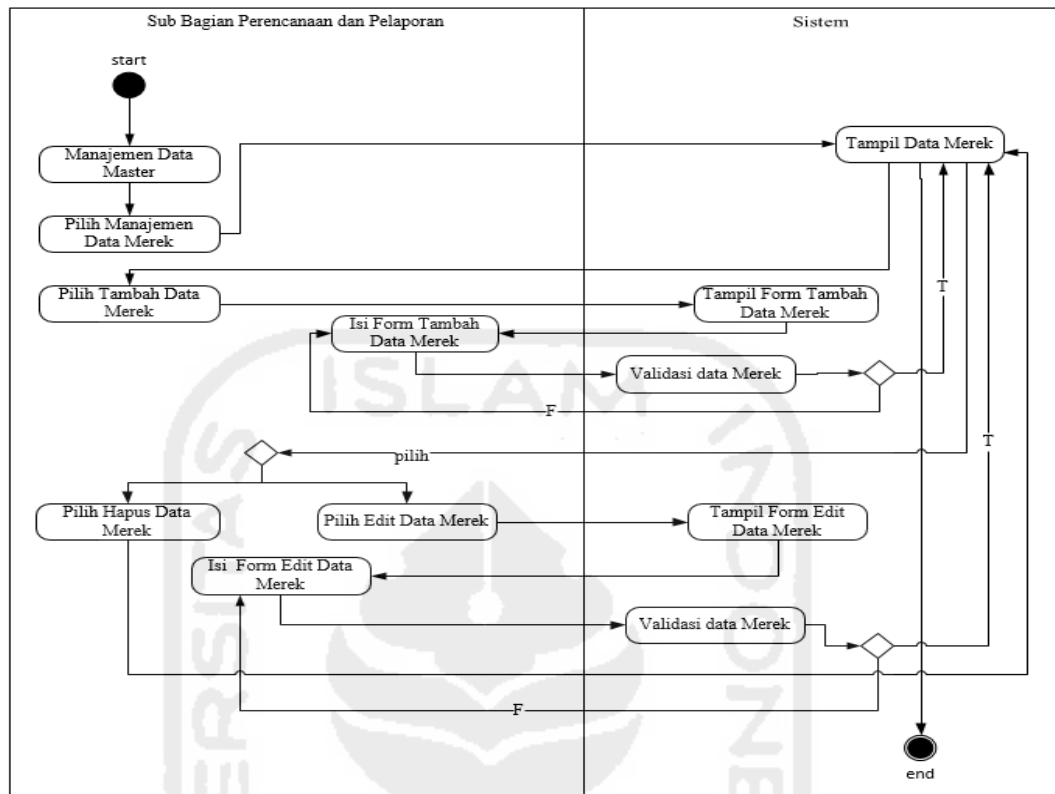 Sub Bagian Perencanaan dan Pelaporan
Sistem
start
Manajemen Data
Master
Tampil Data Merek
Pilih Manajemen
Data Merek
Pilih Tambah Data
Merek
Tampil Form Tambah
Data Merek
T
Isi Form Tambah
Data Merek
Validasi data Merek
F
pilih
T
Pilih Hapus Data
Merek
Pilih Edit Data Merek
Tampil Form Edit
Data Merek
Isi Form Edit Data
Merek
Validasi data Merek
F
end
ISLAM
ERSITAS
INDONE